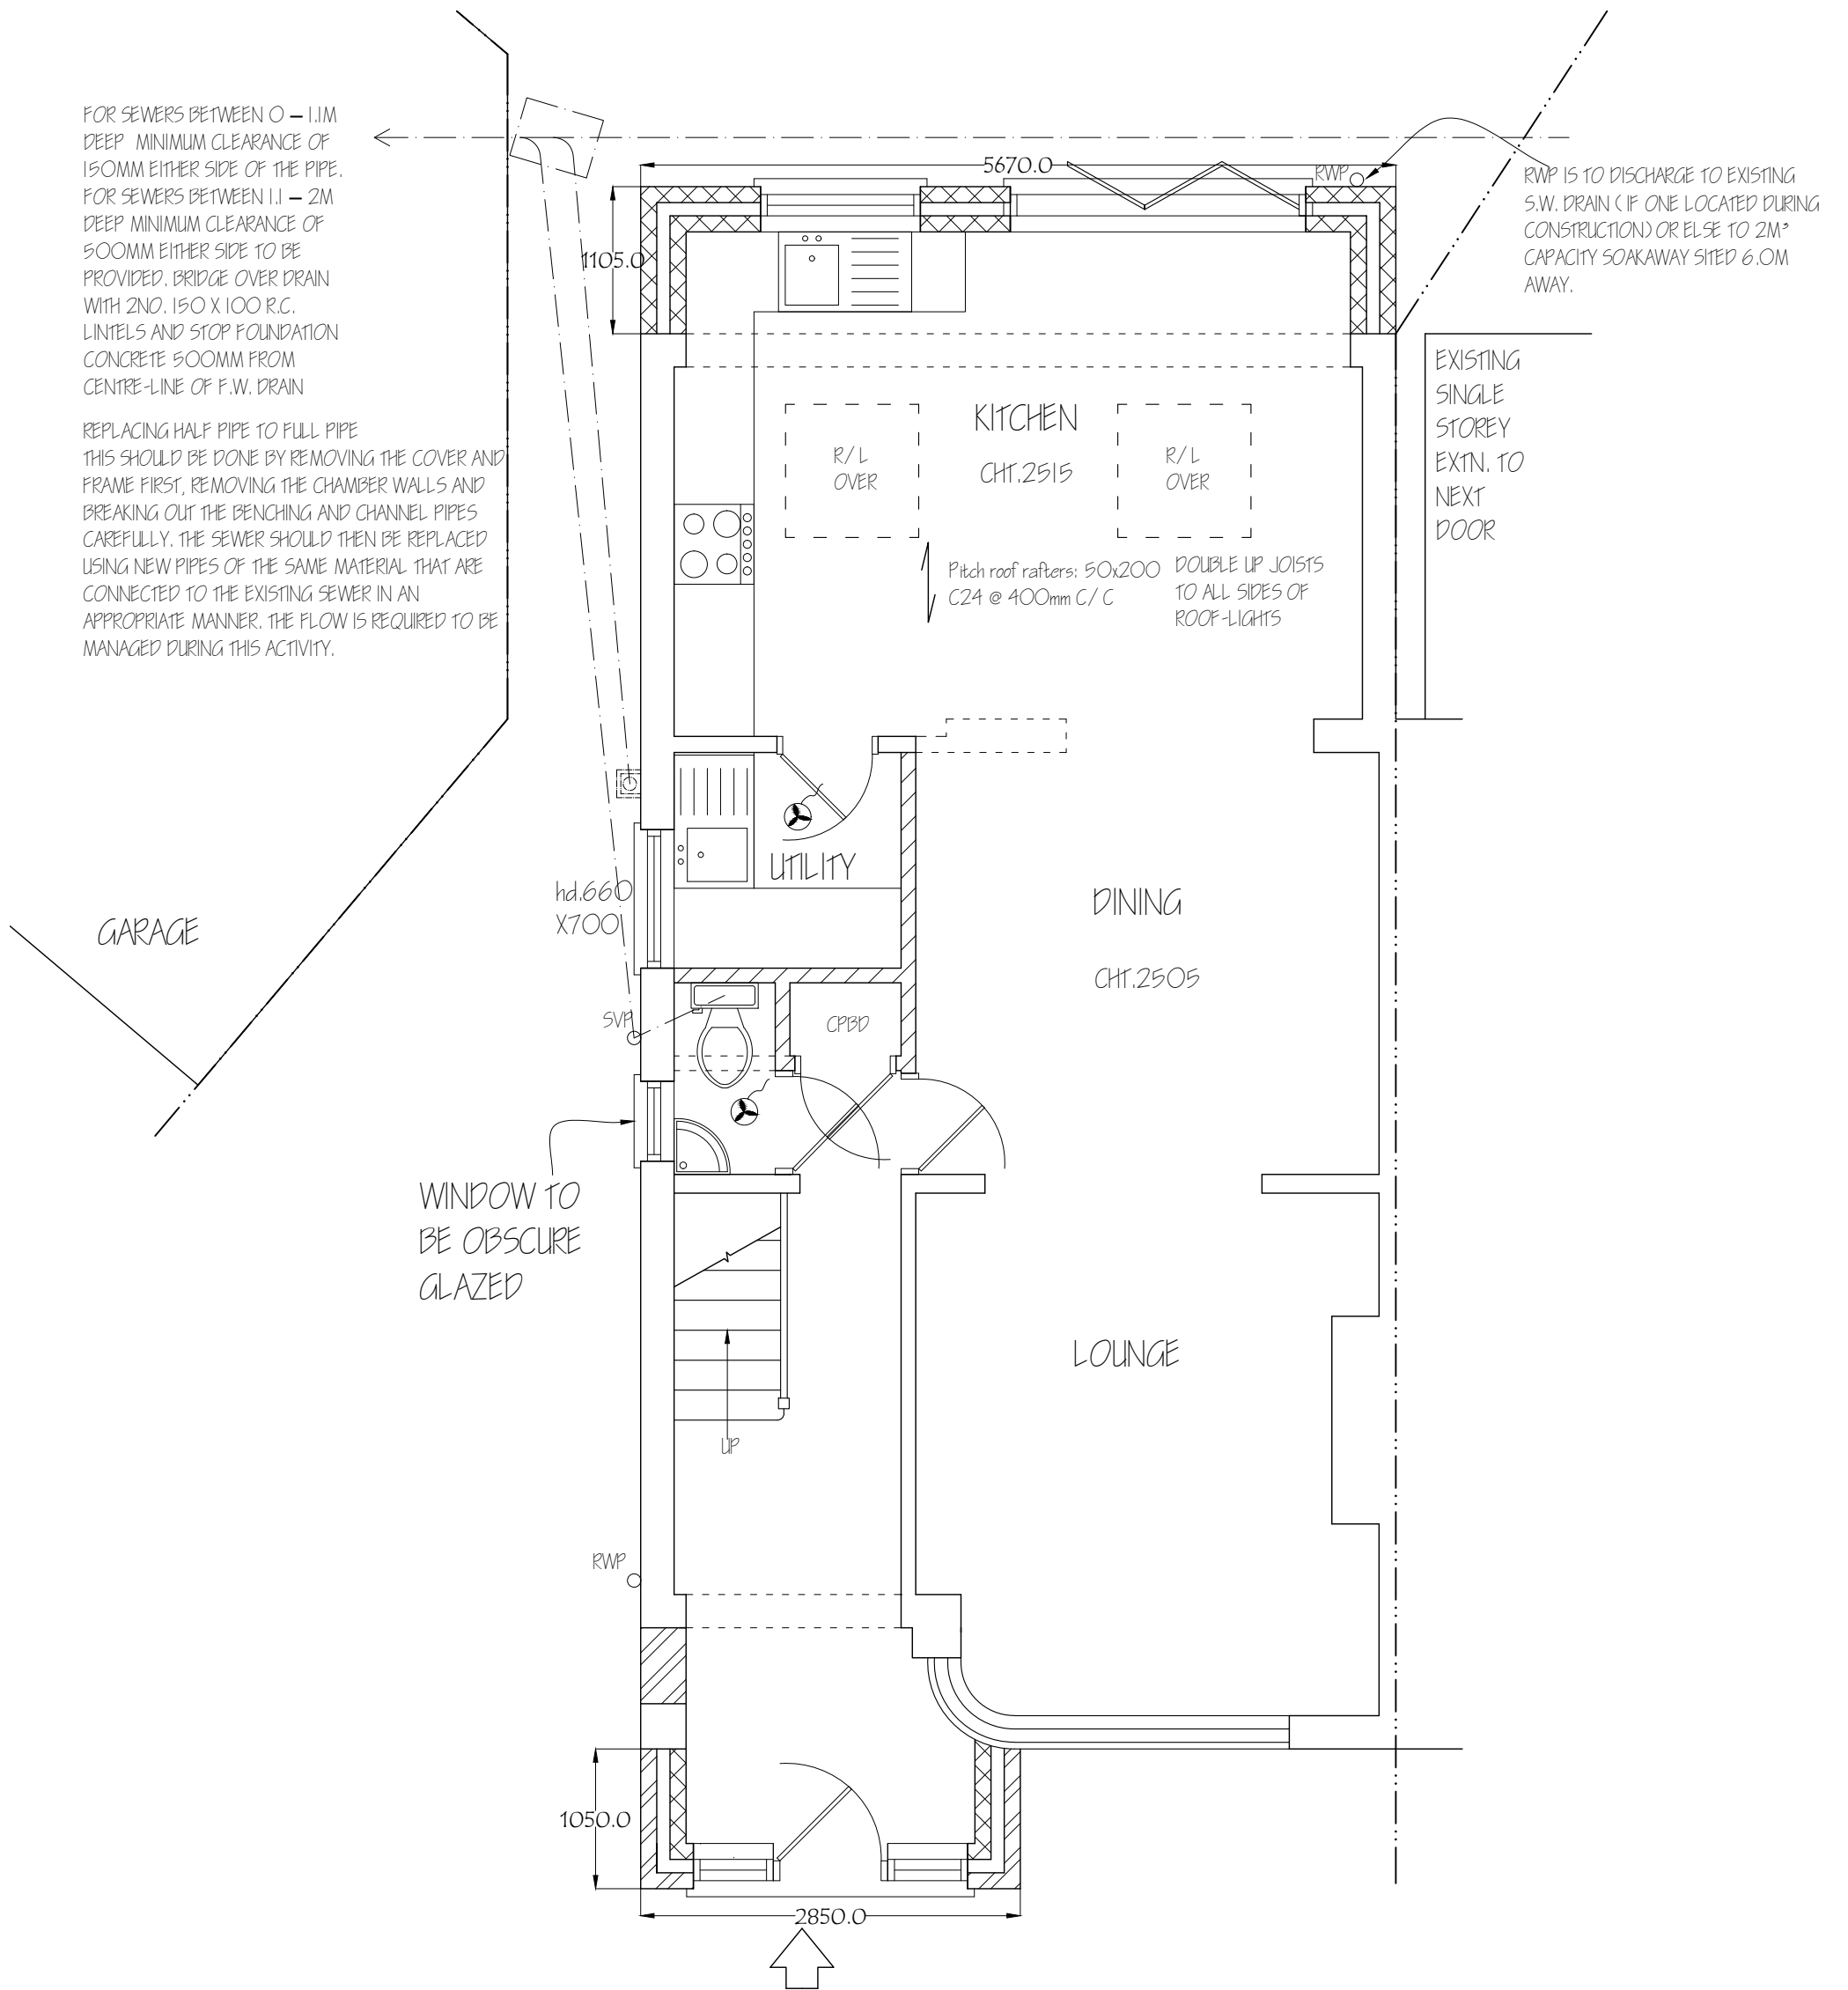 FOR SEWERS BETWEEN 0 – 1.1M
DEEP MINIMUM CLEARANCE OF
150MM EITHER SIDE OF THE PIPE.
FOR SEWERS BETWEEN 1.1 – 2M
DEEP MINIMUM CLEARANCE OF
500MM EITHER SIDE TO BE
PROVIDED. BRIDGE OVER DRAIN
WITH 2NO. 150 X 100 R.C.
LINTELS AND STOP FOUNDATION
CONCRETE 500MM FROM
CENTRE-LINE OF F.W. DRAIN
REPLACING HALF PIPE TO FULL PIPE
THIS SHOULD BE DONE BY REMOVING THE COVER AND
FRAME FIRST, REMOVING THE CHAMBER WALLS AND
BREAKING OUT THE BENCHING AND CHANNEL PIPES
CAREFULLY. THE SEWER SHOULD THEN BE REPLACED
USING NEW PIPES OF THE SAME MATERIAL THAT ARE
CONNECTED TO THE EXISTING SEWER IN AN
APPROPRIATE MANNER. THE FLOW IS REQUIRED TO BE
MANAGED DURING THIS ACTIVITY.
5670.0
RWP
RWP IS TO DISCHARGE TO EXISTING
S.W. DRAIN ( IF ONE LOCATED DURING
CONSTRUCTION) OR ELSE TO 2M³
CAPACITY SOAKAWAY SITED 6.0M
AWAY.
1105.0
EXISTING
SINGLE
STOREY
EXTN. TO
NEXT
DOOR
KITCHEN
CHT.2515
R/L
OVER
R/L
OVER
Pitch roof rafters: 50x200
C24 @ 400mm C/C
DOUBLE UP JOISTS
TO ALL SIDES OF
ROOF-LIGHTS
UTILITY
hd.660
X700
GARAGE
DINING
CHT.2505
SVP
CPBD
WINDOW TO
BE OBSCURE
GLAZED
LOUNGE
UP
RWP
1050.0
2850.0